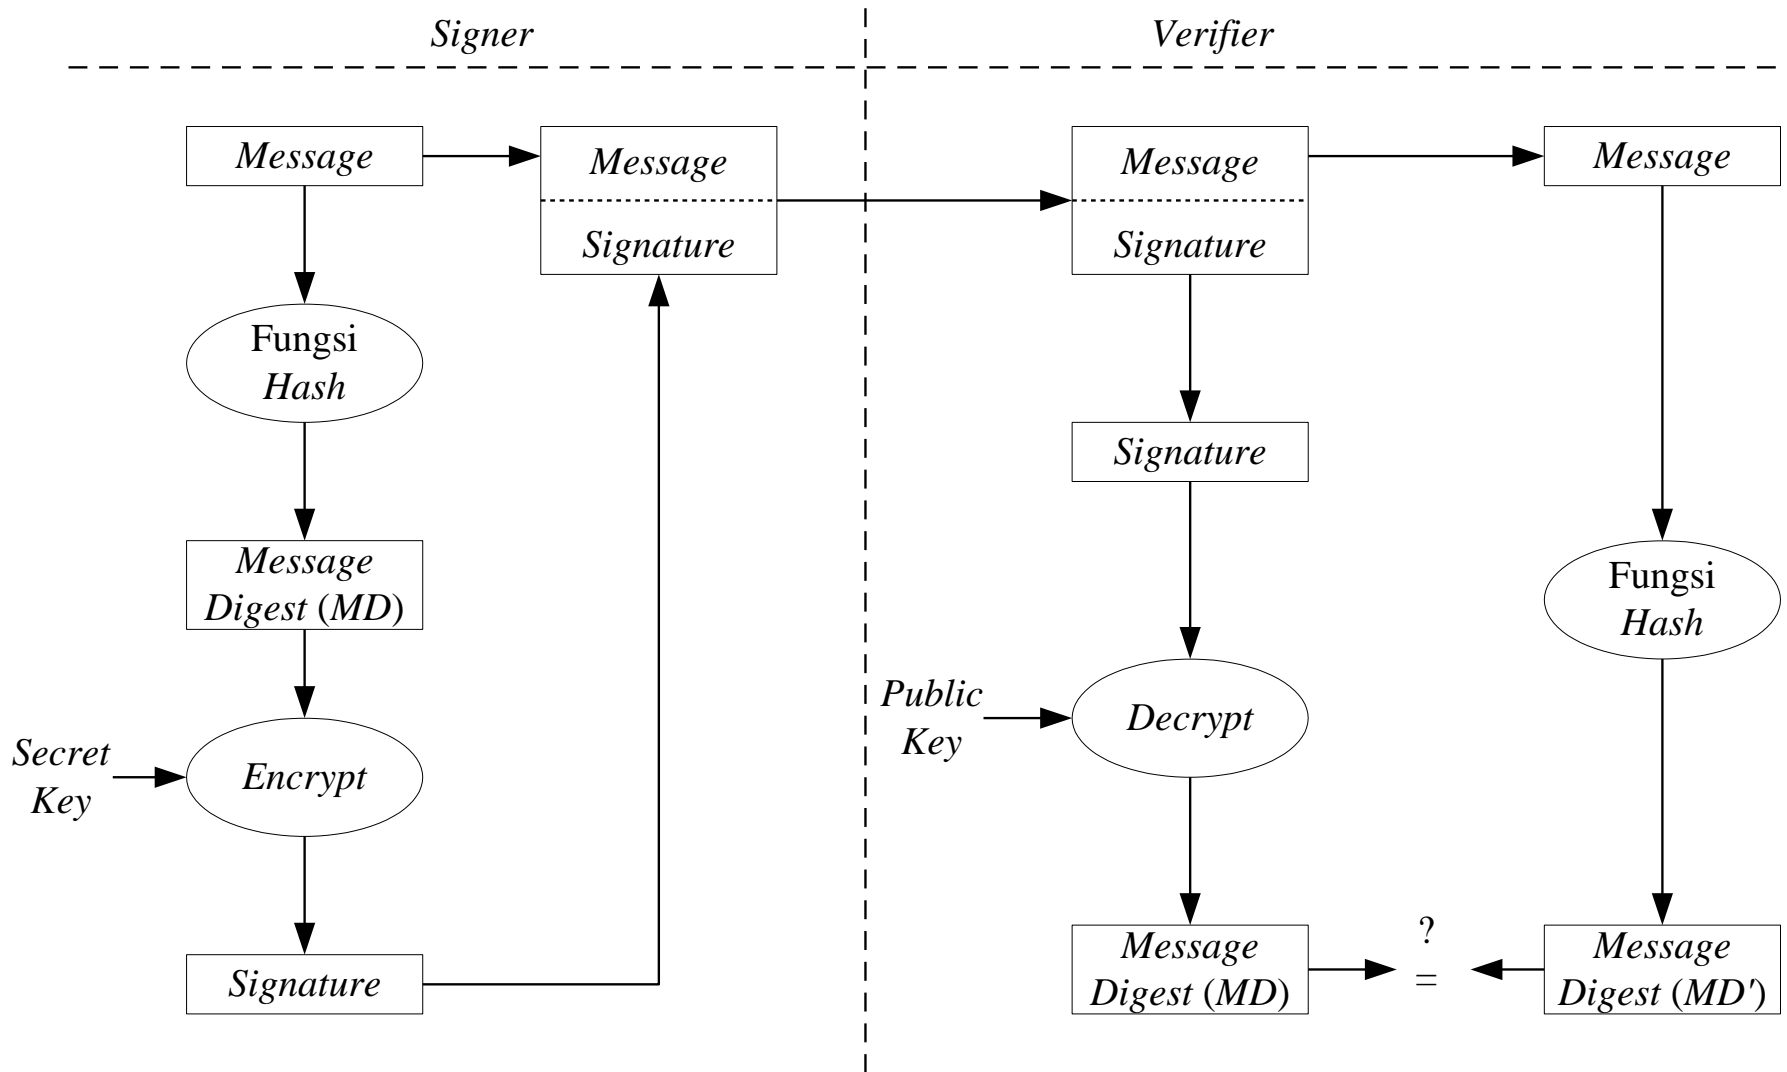 Signer
Message
Message
Signature
Fungsi
Hash
Message
Digest (MD)
Secret
Key
Encrypt
Signature
Verifier
Message
Signature
Message
Signature
Public
Key
Decrypt
Fungsi
Hash
Message
Digest (MD)
?
=
Message
Digest (MD')